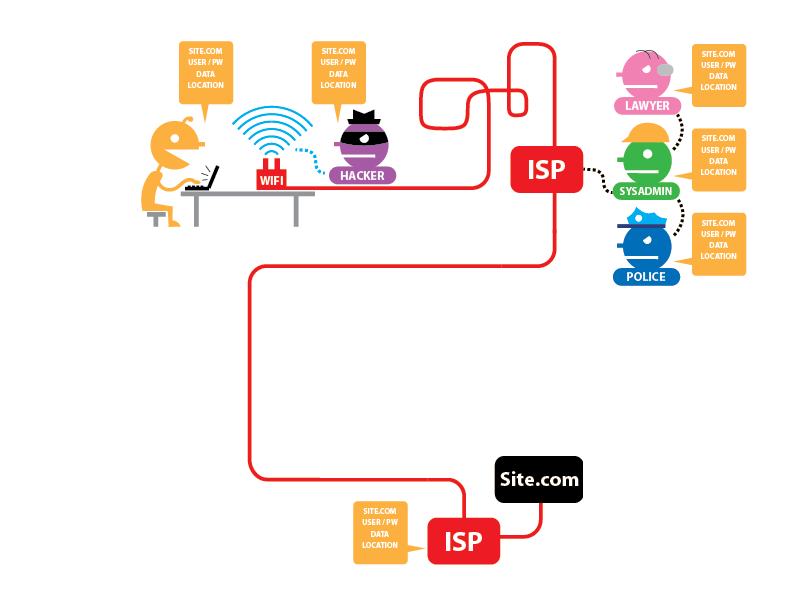 SITE.COM
USER / PW
DATA
LOCATION
SITE.COM
USER / PW
DATA
LOCATION
WIFI
HACKER
ISP
LAWYER
SITE.COM
USER / PW
DATA
LOCATION
SYSADMIN
SITE.COM
USER / PW
DATA
LOCATION
POLICE
SITE.COM
USER / PW
DATA
LOCATION
Site.com
SITE.COM
USER / PW
DATA
LOCATION
ISP